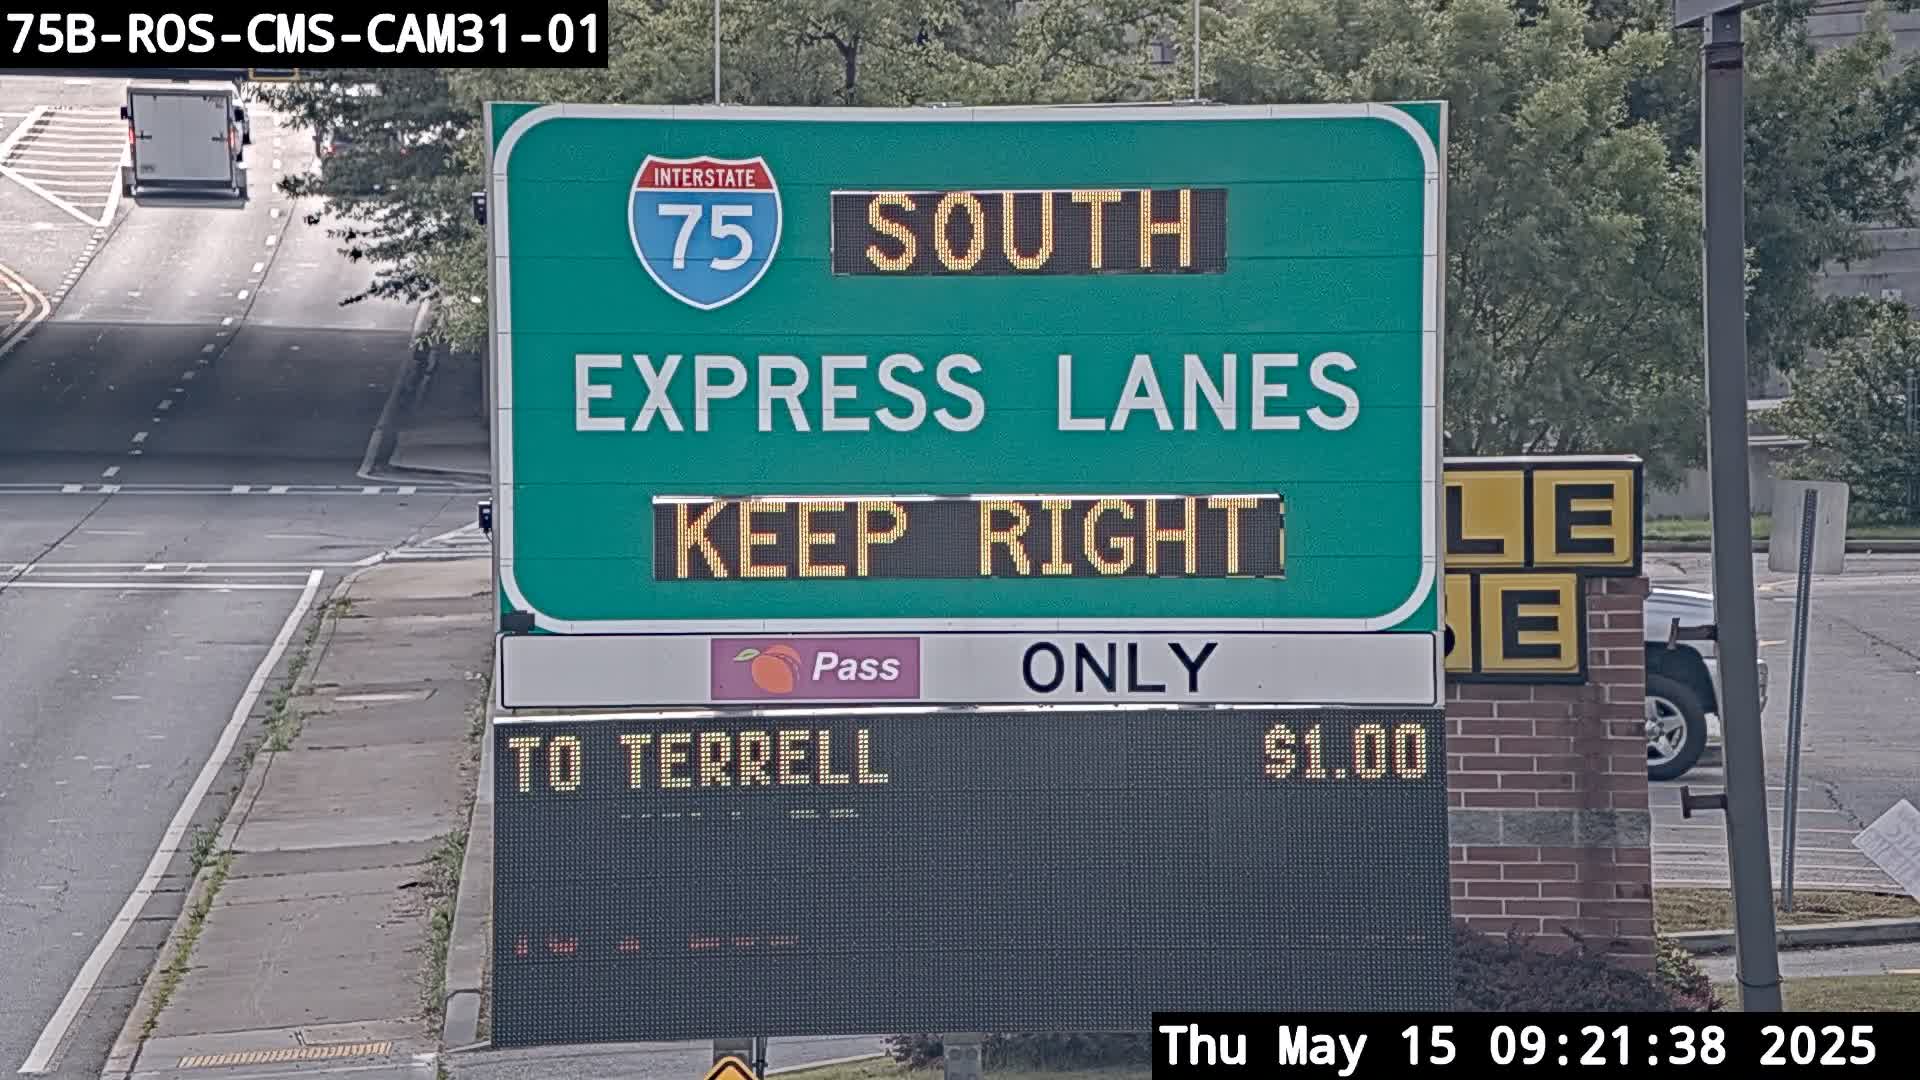 75B-ROS-CMS-CAM31-01
INTERSTATE
75
SOUTH
EXPRESS LANES
KEEP RIGHT
LE
E
Pass
ONLY
TO TERRELL $1.00
Thu May 15 09:21:38 2025